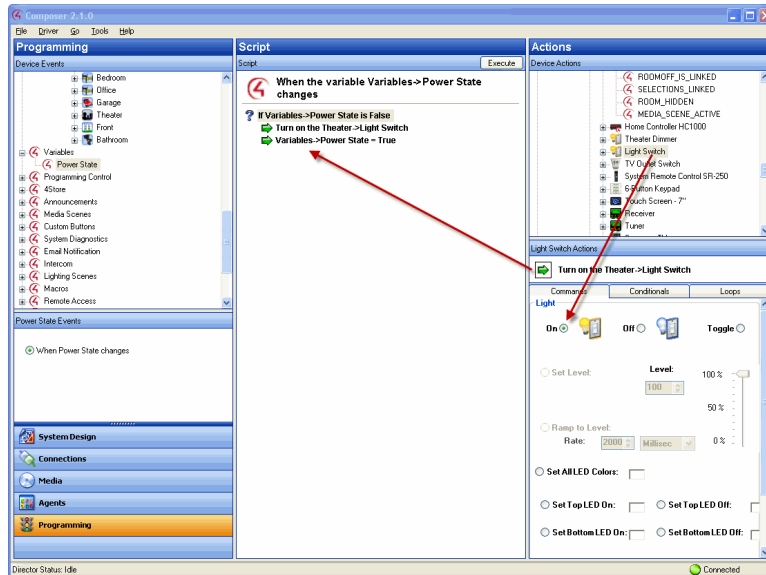 Composer 2.1.0
File Driver Go Tools Help
Programming
Device Events
Bedroom
Office
Garage
Theater
Front
Bathroom
Variables
Power State
Programming Control
4Store
Announcements
Media Scenes
Custom Buttons
System Diagnostics
Email Notification
Intercom
Lighting Scenes
Macros
Remote Access
Power State Events
When Power State changes
System Design
Connections
Media
Agents
Programming
Script
Script Execute
When the variable Variables->Power State
changes
If Variables->Power State is False
Turn on the Theater->Light Switch
Variables->Power State = True
Actions
Device Actions
ROOMOFF_IS_LINKED
SELECTIONS_LINKED
ROOM_HIDDEN
MEDIA_SCENE_ACTIVE
Home Controller HC1000
Theater Dimmer
Light Switch
TV Outlet Switch
System Remote Control SR-250
6-Button Keypad
Touch Screen - 7"
Receiver
Tuner
Light Switch Actions
Turn on the Theater->Light Switch
Commands Conditionals Loops
Light
On Off Toggle
Set Level: Level: 100 %
100
50 %
Ramp to Level:
Rate: 2000 Millisec 0 %
Set All LED Colors:
Set Top LED On: Set Top LED Off:
Set Bottom LED On: Set Bottom LED Off:
Director Status: Idle Connected